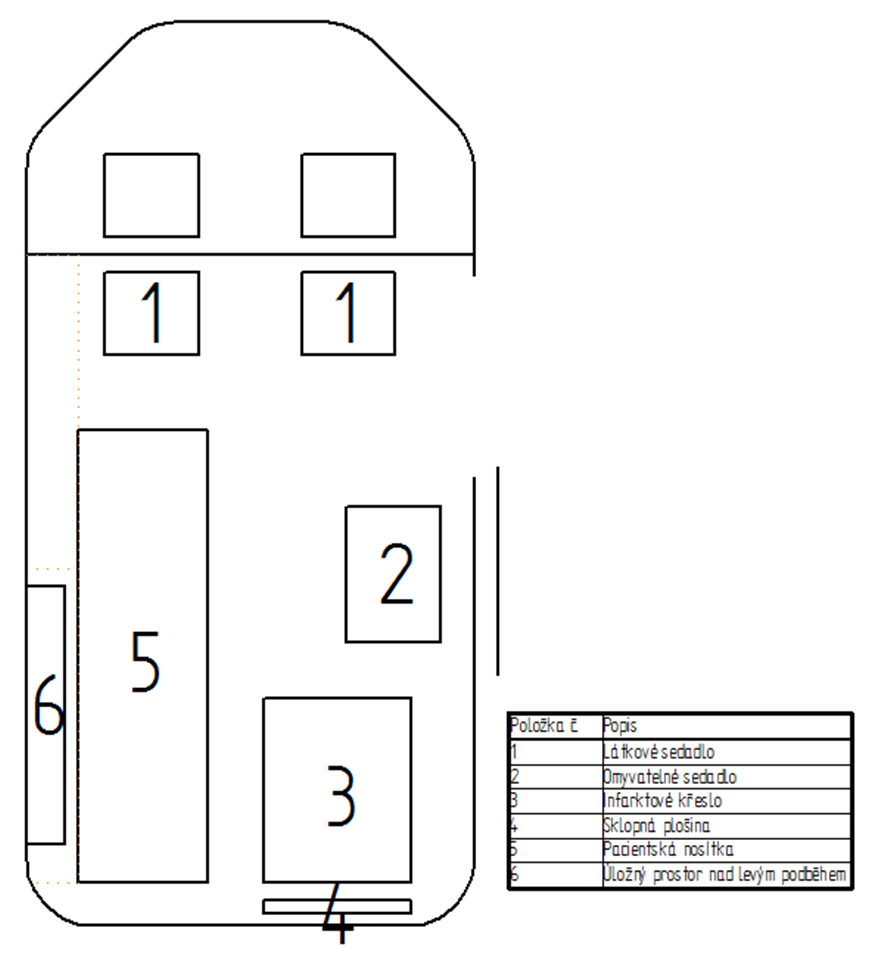 1 1
2
5
6
3
4
Položka č Popis
1 Látkové sedadlo
2 Omyvatelné sedadlo
3 Infarktové křeslo
4 Sklopná plošina
5 Pacientská nosítka
6 Úložný prostor nad levým podběhem